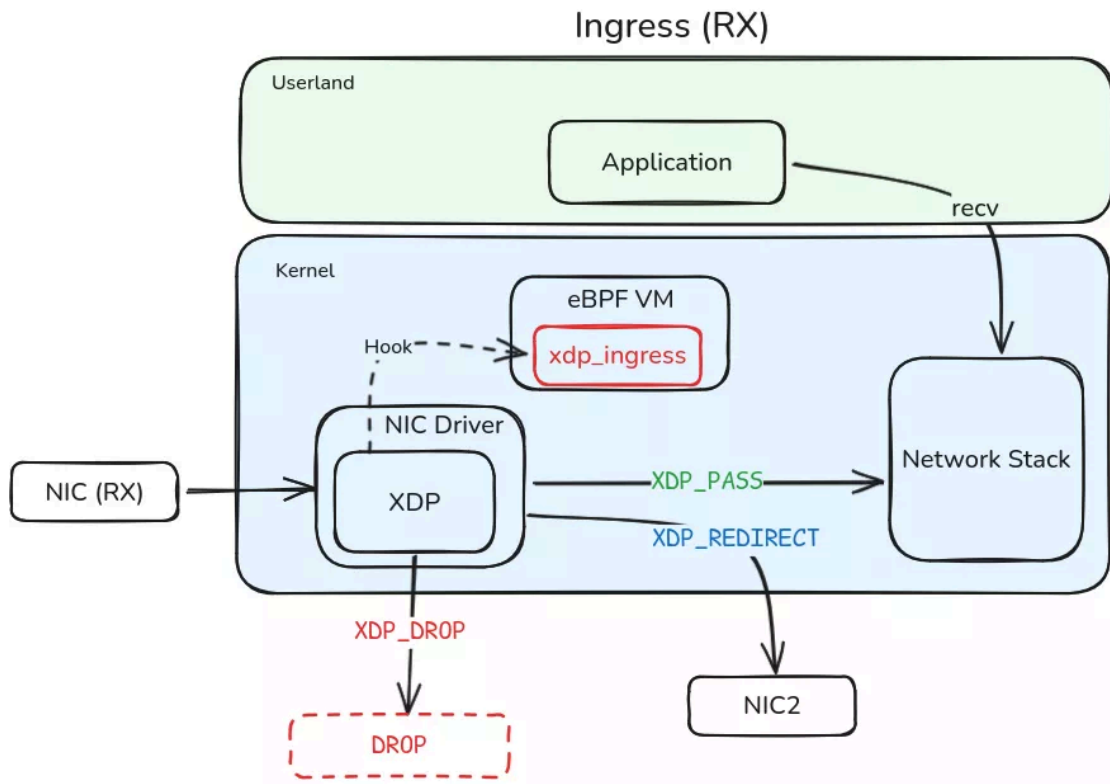 Ingress (RX)
Userland
Application
recv
Kernel
eBPF VM
Hook
xdp_ingress
NIC Driver
Network Stack
NIC (RX)
XDP
XDP_PASS
XDP_REDIRECT
XDP_DROP
NIC2
DROP